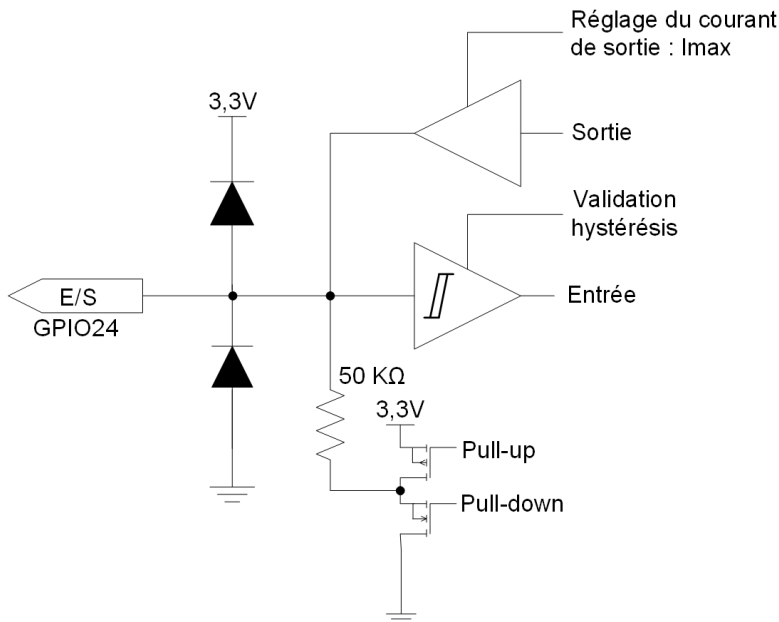 Réglage du courant
de sortie : Imax
3,3V
Sortie
Validation
hystérésis
E/S
Entrée
GPIO24
50 KΩ
3,3V
Pull-up
Pull-down